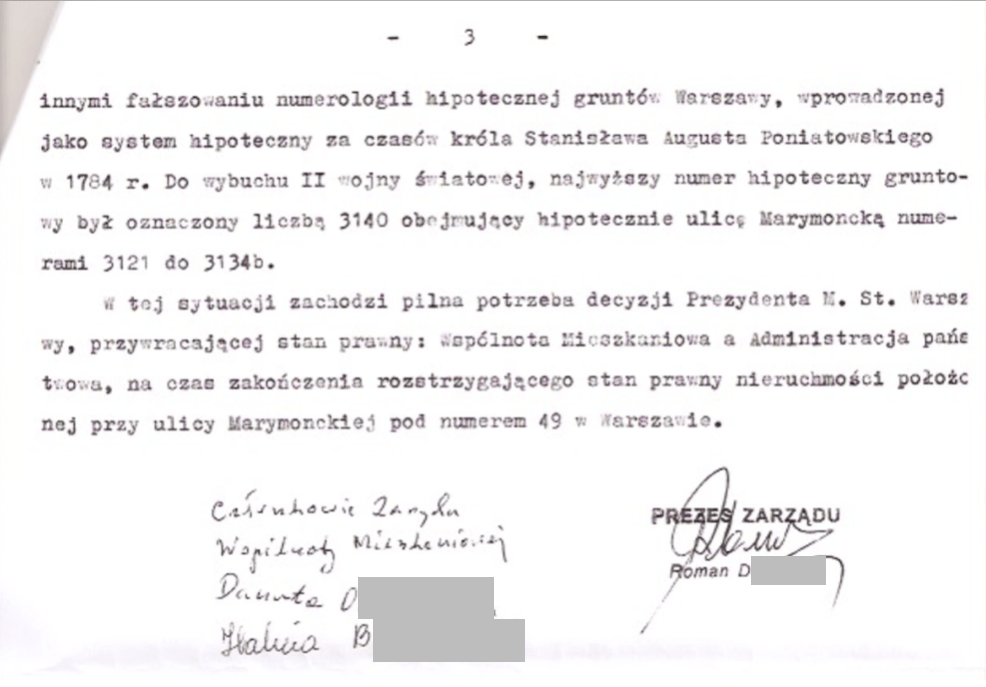 - 3 -
innymi fałszowaniu numerologii hipotecznej gruntów Warszawy, wprowadzonej
jako system hipoteczny za czasów króla Stanisława Augusta Poniatowskiego
w 1784 r. Do wybuchu II wojny światowej, najwyższy numer hipoteczny grunto-
wy był oznaczony liczbą 3140 obejmujący hipotecznie ulicę Marymoncką nume-
rami 3121 do 3134b.
W tej sytuacji zachodzi pilna potrzeba decyzji Prezydenta M. St. Warsz
wy, przywracającej stan prawny: Wspólnota Mieszkaniowa a Administracja pańs
twowa, na czas zakończenia rozstrzygającego stan prawny nieruchmości położo
nej przy ulicy Marymonckiej pod numerem 49 w Warszawie.
Członkowie Zarządu
Wspólnoty Mieszkaniowej
Danuta D
Halina B
PREZES ZARZĄDU
Roman D